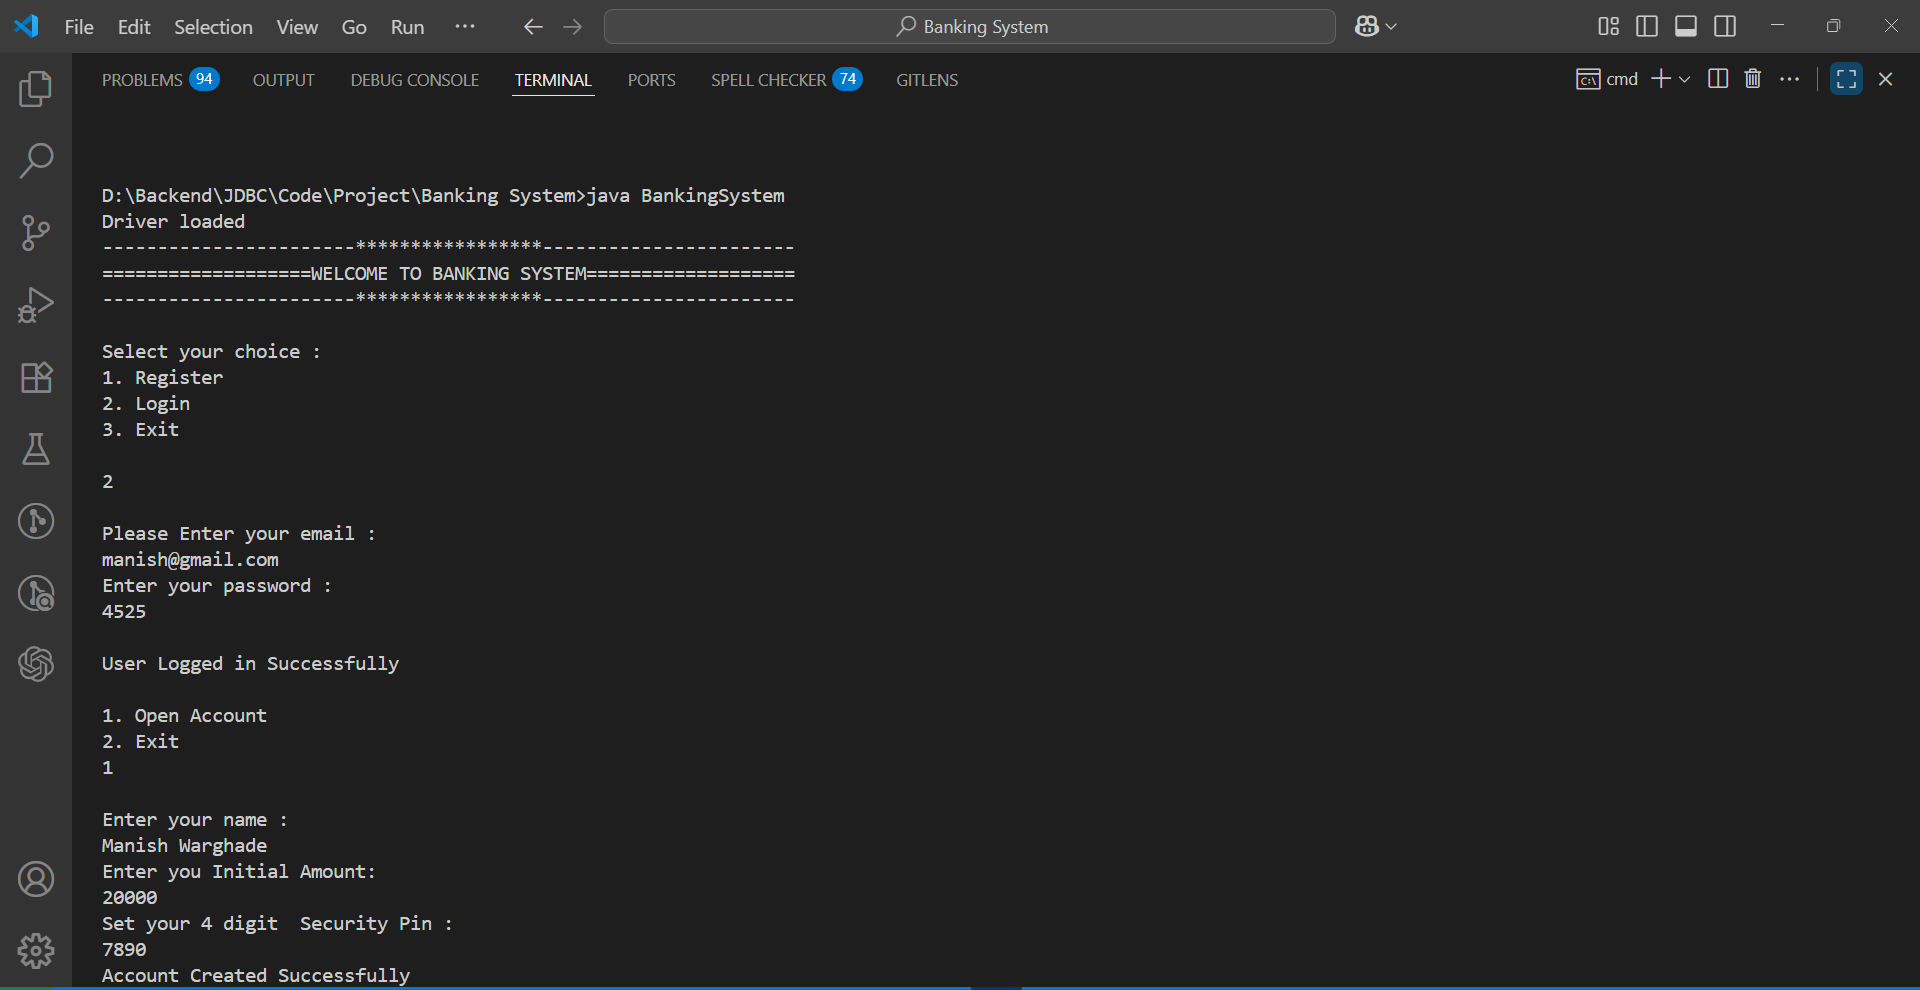 File Edit Selection View Go Run ··· Banking System
PROBLEMS 94 OUTPUT DEBUG CONSOLE TERMINAL PORTS SPELL CHECKER 74 GITLENS cmd
D:\Backend\JDBC\Code\Project\Banking System>java BankingSystem
Driver loaded
-----------------------*****************-----------------------
===================WELCOME TO BANKING SYSTEM===================
-----------------------*****************-----------------------
Select your choice :
1. Register
2. Login
3. Exit
2
Please Enter your email :
manish@gmail.com
Enter your password :
4525
User Logged in Successfully
1. Open Account
2. Exit
1
Enter your name :
Manish Warghade
Enter you Initial Amount:
20000
Set your 4 digit  Security Pin :
7890
Account Created Successfully